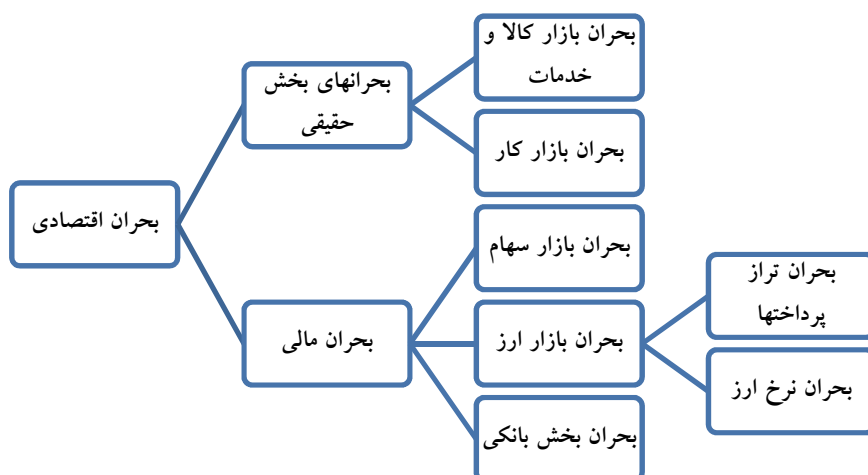 بحران اقتصادی
بحرانهای بخش
حقیقی
بحران بازار کالا و
خدمات
بحران بازار کار
بحران مالی
بحران بازار سهام
بحران بازار ارز
بحران تراز
پرداختها
بحران نرخ ارز
بحران بخش بانکی